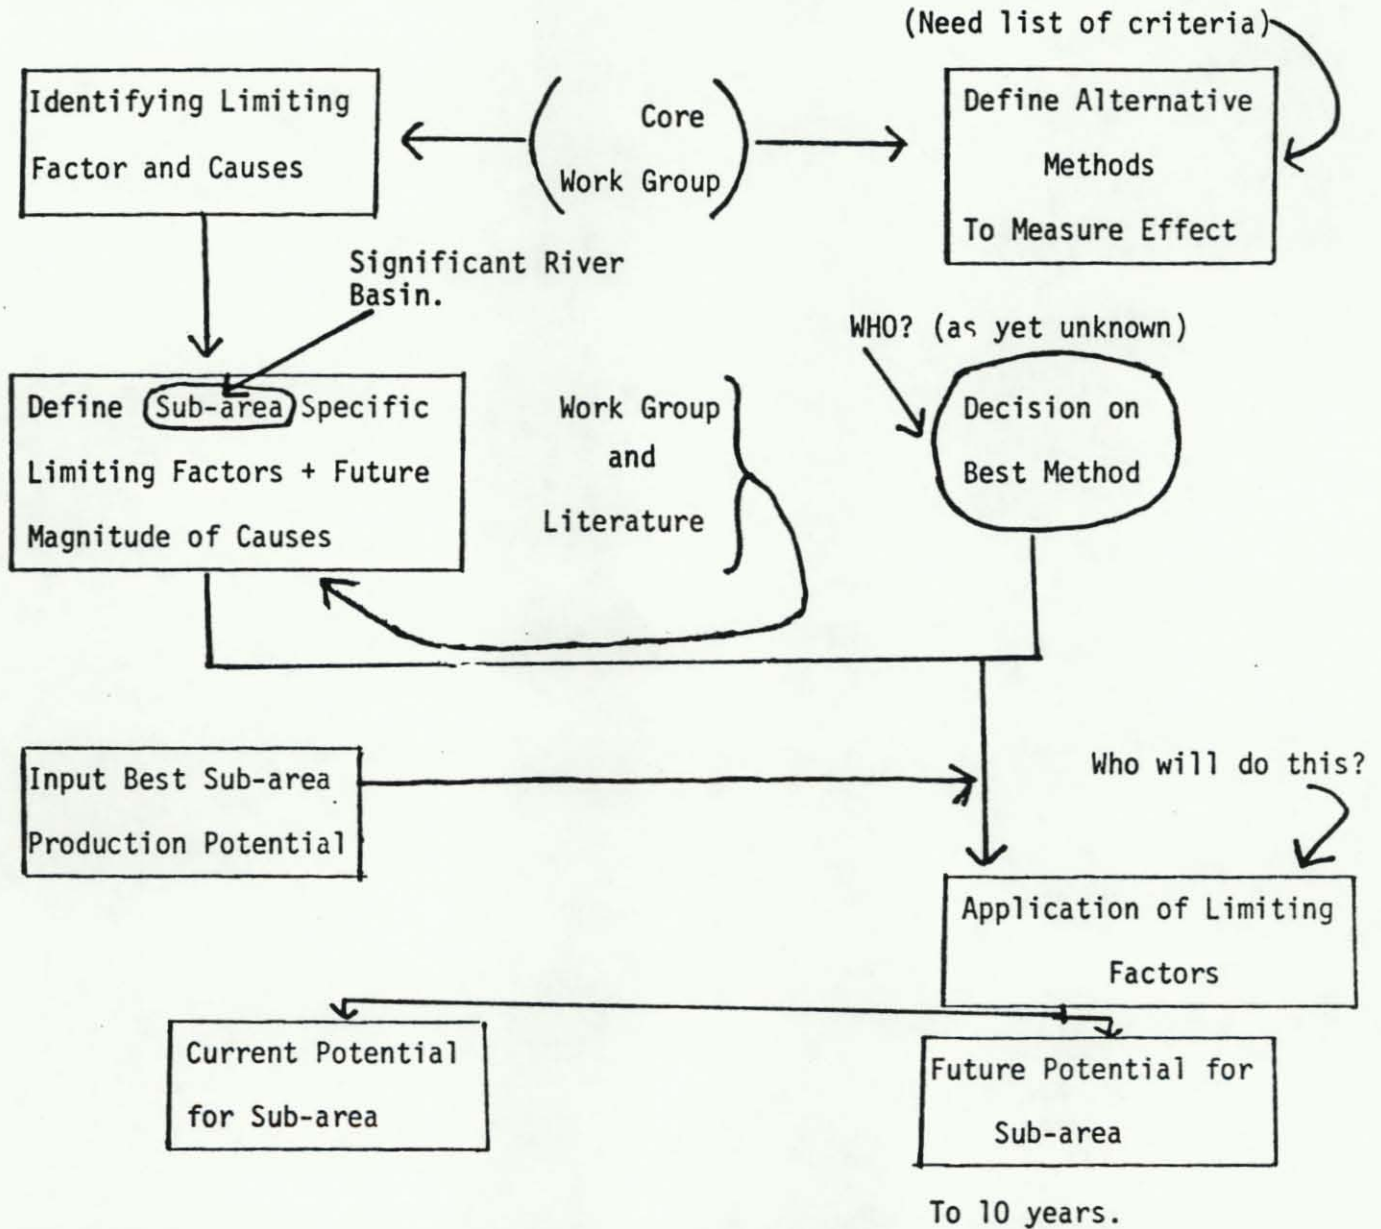 (Need list of criteria)
Identifying Limiting
Factor and Causes
Core
Work Group
Define Alternative
Methods
To Measure Effect
Significant River
Basin.
WHO? (as yet unknown)
Define Sub-area Specific
Limiting Factors + Future
Magnitude of Causes
Work Group
and
Literature
Decision on
Best Method
Input Best Sub-area
Production Potential
Who will do this?
Application of Limiting
Factors
Current Potential
for Sub-area
Future Potential for
Sub-area
To 10 years.